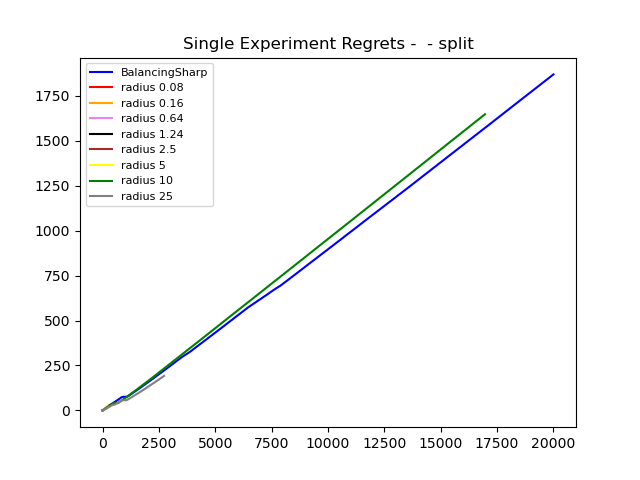 Single Experiment Regrets -  - split
BalancingSharp
radius 0.08
radius 0.16
radius 0.64
radius 1.24
radius 2.5
radius 5
radius 10
radius 25
1750
1500
1250
1000
750
500
250
0
0 2500 5000 7500 10000 12500 15000 17500 20000